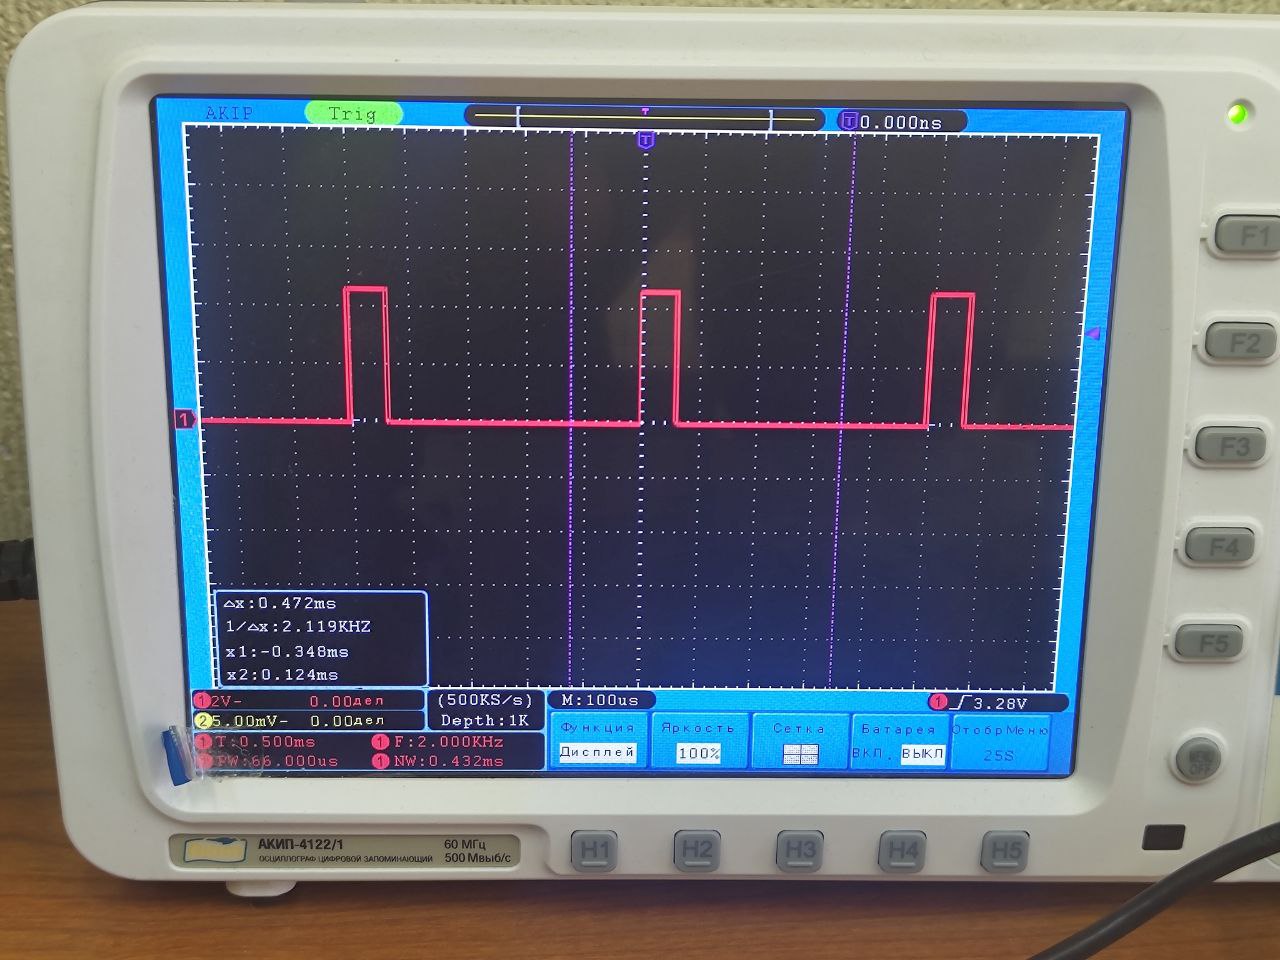 AKIP Trig T T 0.000ns
T
F1
1
F2
F3
F4
F5
△x:0.472ms
1/△x:2.119KHZ
x1:-0.348ms
x2:0.124ms
1 2V- 0.00дел (500KS/s) M:100us 1 3.28V
2 5.00mV- 0.00дел Depth:1K
Функция Яркость Сетка Батарея ОтобрМеню
1 T:0.500ms 1 F:2.000KHz
Дисплей 100% ВКЛ. ВЫКЛ 25S
1 PW:66.000us 1 NW:0.432ms
MENU OFF
АКИП-4122/1 60 МГц
ОСЦИЛЛОГРАФ ЦИФРОВОЙ ЗАПОМИНАЮЩИЙ 500 Мвыб/с
H1 H2 H3 H4 H5